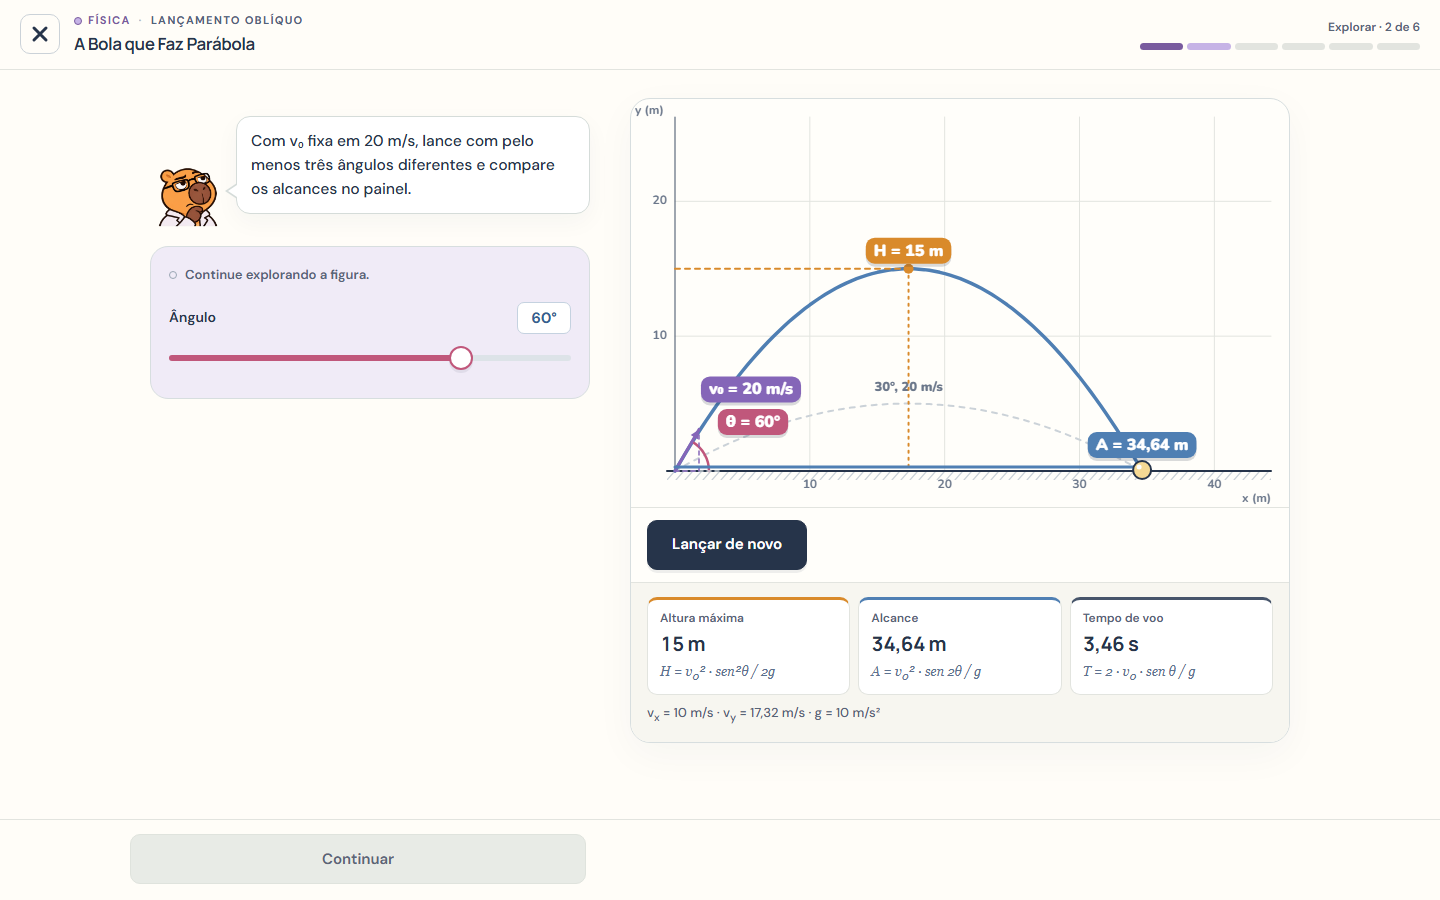 FÍSICA · LANÇAMENTO OBLÍQUO
A Bola que Faz Parábola
Explorar · 2 de 6
Com v₀ fixa em 20 m/s, lance com pelo
menos três ângulos diferentes e compare
os alcances no painel.
Continue explorando a figura.
Ângulo
60°
y (m)
20
10
H = 15 m
v₀ = 20 m/s
θ = 60°
30°, 20 m/s
A = 34,64 m
10
20
30
40
x (m)
Lançar de novo
Altura máxima
15 m
H = v₀² · sen²θ / 2g
Alcance
34,64 m
A = v₀² · sen 2θ / g
Tempo de voo
3,46 s
T = 2 · v₀ · sen θ / g
vₓ = 10 m/s · v_y = 17,32 m/s · g = 10 m/s²
Continuar